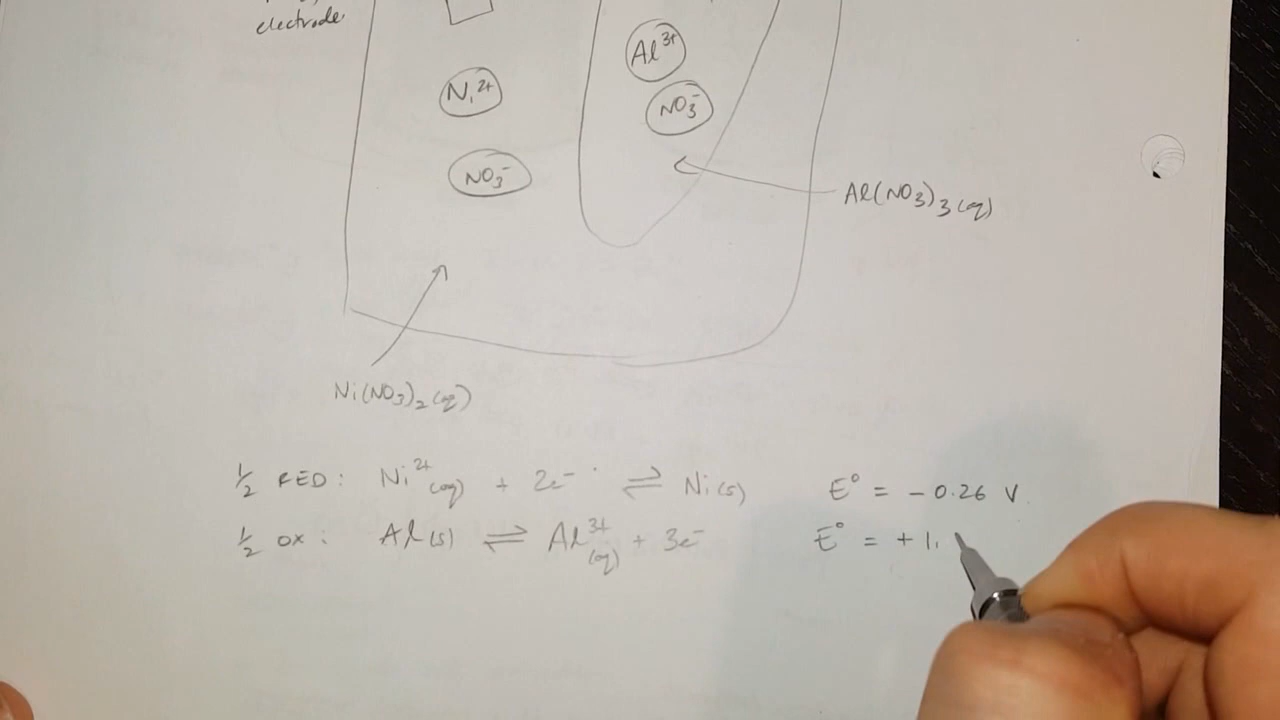 electrode.
Al³⁺
Ni²⁺
NO₃⁻
NO₃⁻
Al(NO₃)₃(aq)
Ni(NO₃)₂(aq)
½ RED: Ni²⁺(aq) + 2e⁻ ⇌ Ni(s) E° = -0.26 V
½ OX: Al(s) ⇌ Al³⁺(aq) + 3e⁻ E° = +1.